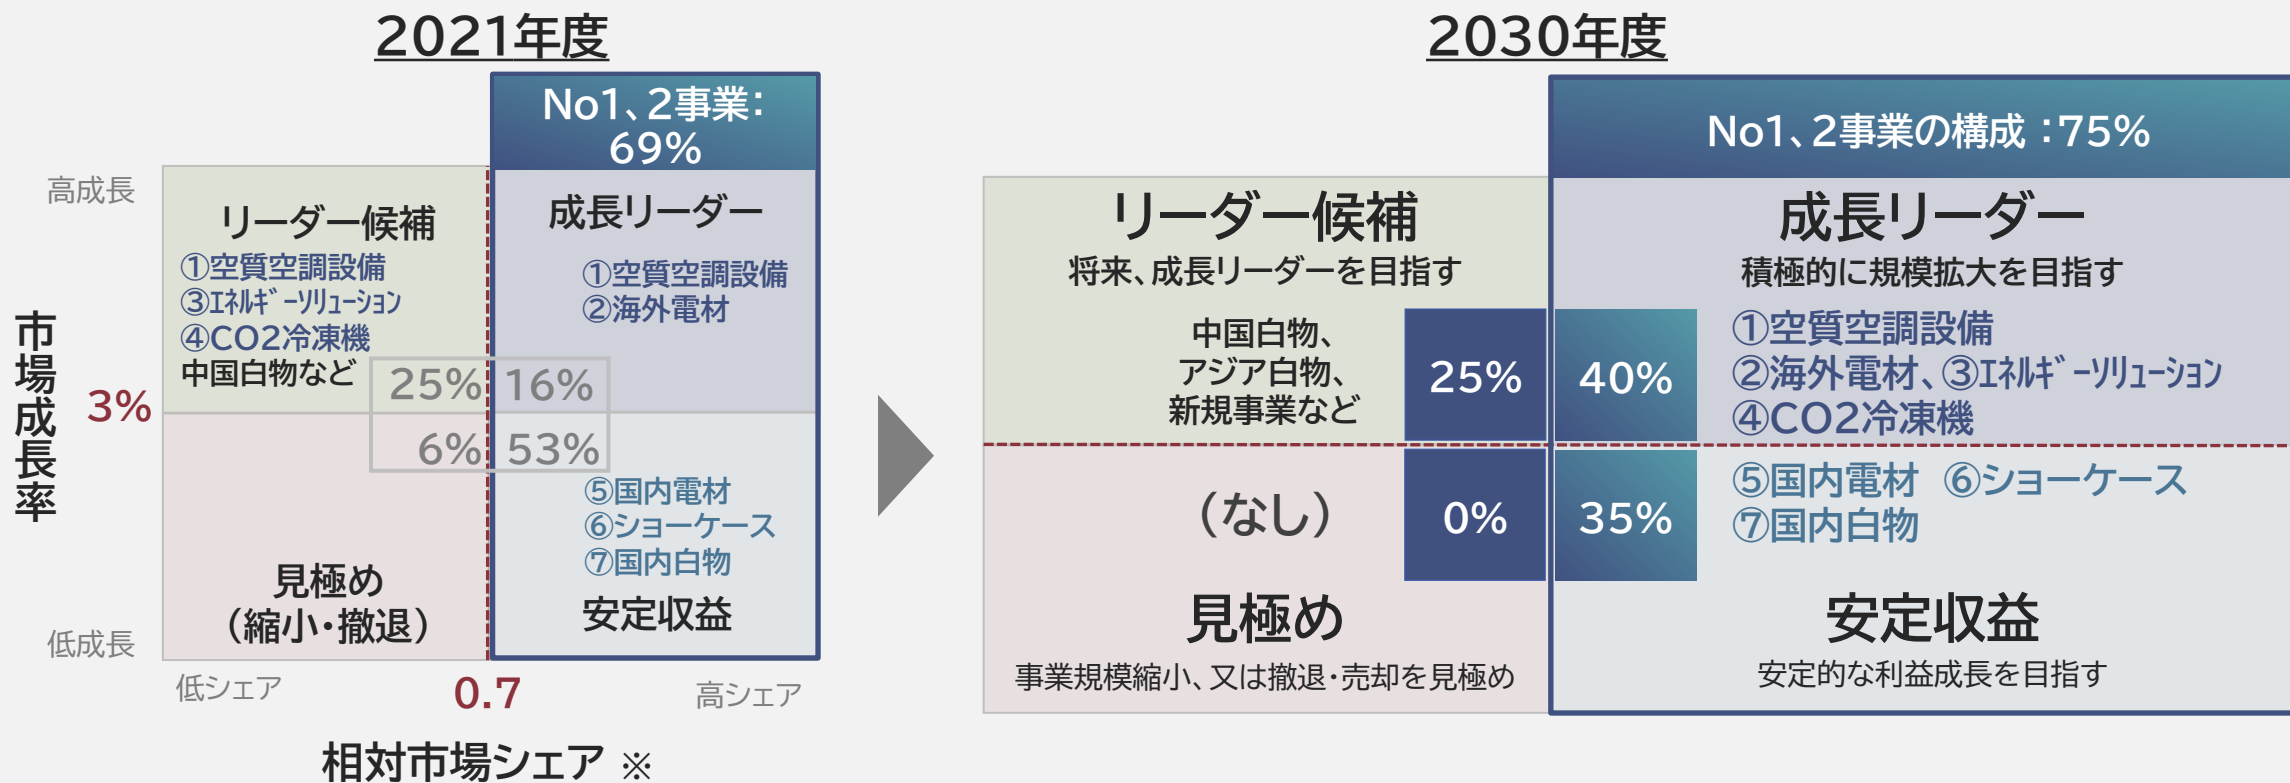 2021年度
No1、2事業：
69%
高成長
リーダー候補
①空質空調設備
③ｴﾈﾙｷﾞｰｿﾘｭｰｼｮﾝ
④CO2冷凍機
中国白物など
25%
成長リーダー
①空質空調設備
②海外電材
16%
市場成長率
3%
6%
53%
⑤国内電材
⑥ショーケース
⑦国内白物
安定収益
見極め
（縮小・撤退）
低成長
低シェア
0.7
高シェア
相対市場シェア ※
2030年度
No1、2事業の構成 ：75%
リーダー候補
将来、成長リーダーを目指す
中国白物、
アジア白物、
新規事業など
25%
成長リーダー
積極的に規模拡大を目指す
40%
①空質空調設備
②海外電材、③ｴﾈﾙｷﾞｰｿﾘｭｰｼｮﾝ
④CO2冷凍機
（なし）
0%
35%
⑤国内電材 ⑥ショーケース
⑦国内白物
見極め
事業規模縮小、又は撤退・売却を見極め
安定収益
安定的な利益成長を目指す